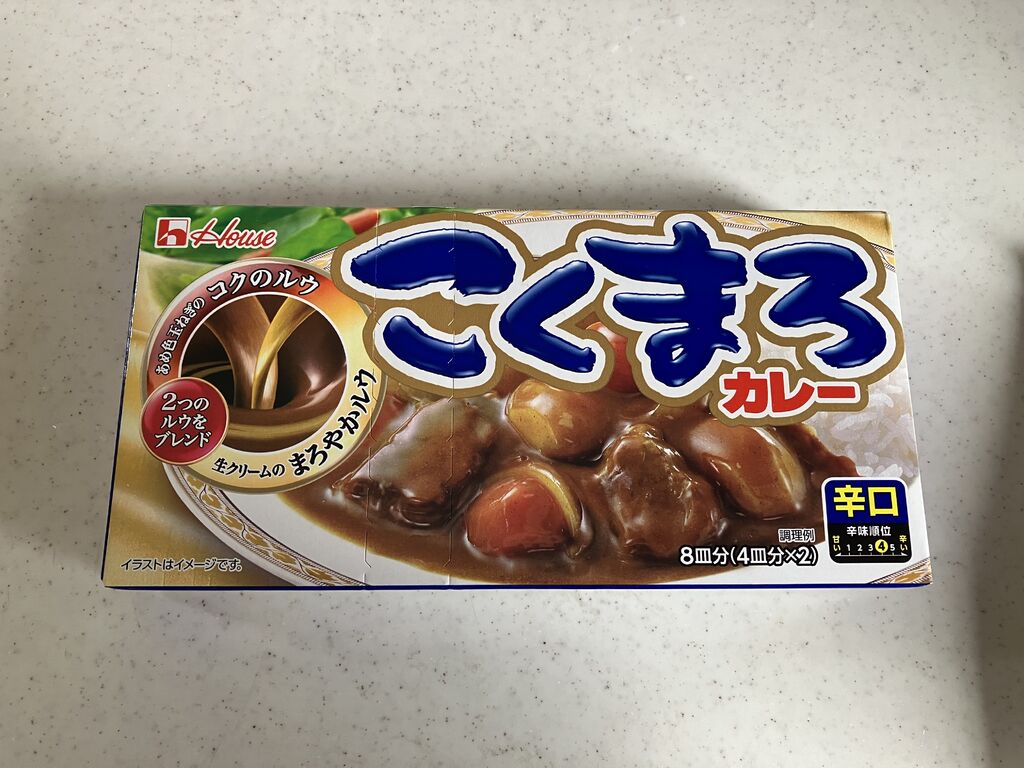 House
こくまろ
カレー
あめ色玉ねぎの コクのルウ
2つの
ルウを
ブレンド
生クリームの まろやかルウ
辛口
辛味順位
甘い 1 2 3 4 5 辛い
調理例
8皿分(4皿分×2)
イラストはイメージです。